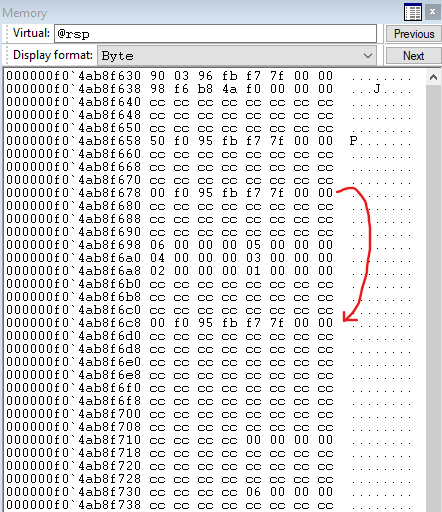 Memory
Virtual: @rsp Previous
Display format: Byte Next
000000f0`4ab8f630 90 03 96 fb f7 7f 00 00 ........
000000f0`4ab8f638 98 f6 b8 4a f0 00 00 00 ...J....
000000f0`4ab8f640 cc cc cc cc cc cc cc cc ........
000000f0`4ab8f648 cc cc cc cc cc cc cc cc ........
000000f0`4ab8f650 cc cc cc cc cc cc cc cc ........
000000f0`4ab8f658 50 f0 95 fb f7 7f 00 00 P.......
000000f0`4ab8f660 cc cc cc cc cc cc cc cc ........
000000f0`4ab8f668 cc cc cc cc cc cc cc cc ........
000000f0`4ab8f670 cc cc cc cc cc cc cc cc ........
000000f0`4ab8f678 00 f0 95 fb f7 7f 00 00 ........
000000f0`4ab8f680 cc cc cc cc cc cc cc cc ........
000000f0`4ab8f688 cc cc cc cc cc cc cc cc ........
000000f0`4ab8f690 cc cc cc cc cc cc cc cc ........
000000f0`4ab8f698 06 00 00 00 05 00 00 00 ........
000000f0`4ab8f6a0 04 00 00 00 03 00 00 00 ........
000000f0`4ab8f6a8 02 00 00 00 01 00 00 00 ........
000000f0`4ab8f6b0 cc cc cc cc cc cc cc cc ........
000000f0`4ab8f6b8 cc cc cc cc cc cc cc cc ........
000000f0`4ab8f6c0 cc cc cc cc cc cc cc cc ........
000000f0`4ab8f6c8 00 f0 95 fb f7 7f 00 00 ........
000000f0`4ab8f6d0 cc cc cc cc cc cc cc cc ........
000000f0`4ab8f6d8 cc cc cc cc cc cc cc cc ........
000000f0`4ab8f6e0 cc cc cc cc cc cc cc cc ........
000000f0`4ab8f6e8 cc cc cc cc cc cc cc cc ........
000000f0`4ab8f6f0 cc cc cc cc cc cc cc cc ........
000000f0`4ab8f6f8 cc cc cc cc cc cc cc cc ........
000000f0`4ab8f700 cc cc cc cc cc cc cc cc ........
000000f0`4ab8f708 cc cc cc cc cc cc cc cc ........
000000f0`4ab8f710 cc cc cc cc 00 00 00 00 ........
000000f0`4ab8f718 cc cc cc cc cc cc cc cc ........
000000f0`4ab8f720 cc cc cc cc cc cc cc cc ........
000000f0`4ab8f728 cc cc cc cc cc cc cc cc ........
000000f0`4ab8f730 cc cc cc cc 06 00 00 00 ........
000000f0`4ab8f738 cc cc cc cc cc cc cc cc ........